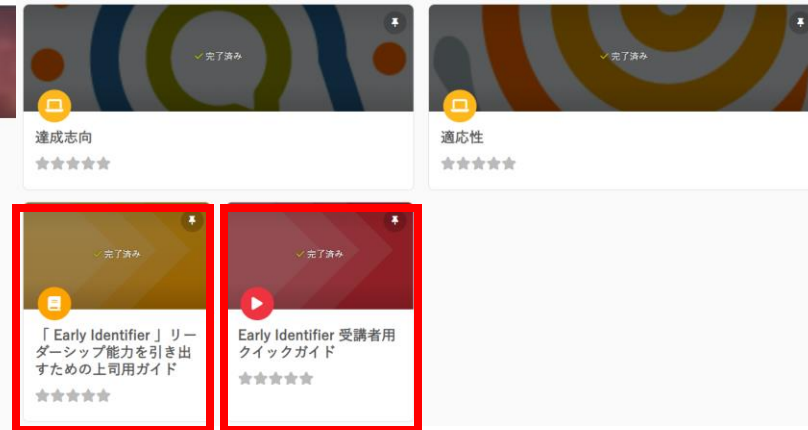 ✓完了済み
✓完了済み
達成志向
適応性
✓完了済み
✓完了済み
「 Early Identifier 」リー
ダーシップ能力を引き出
すための上司用ガイド
Early Identifier 受講者用
クイックガイド